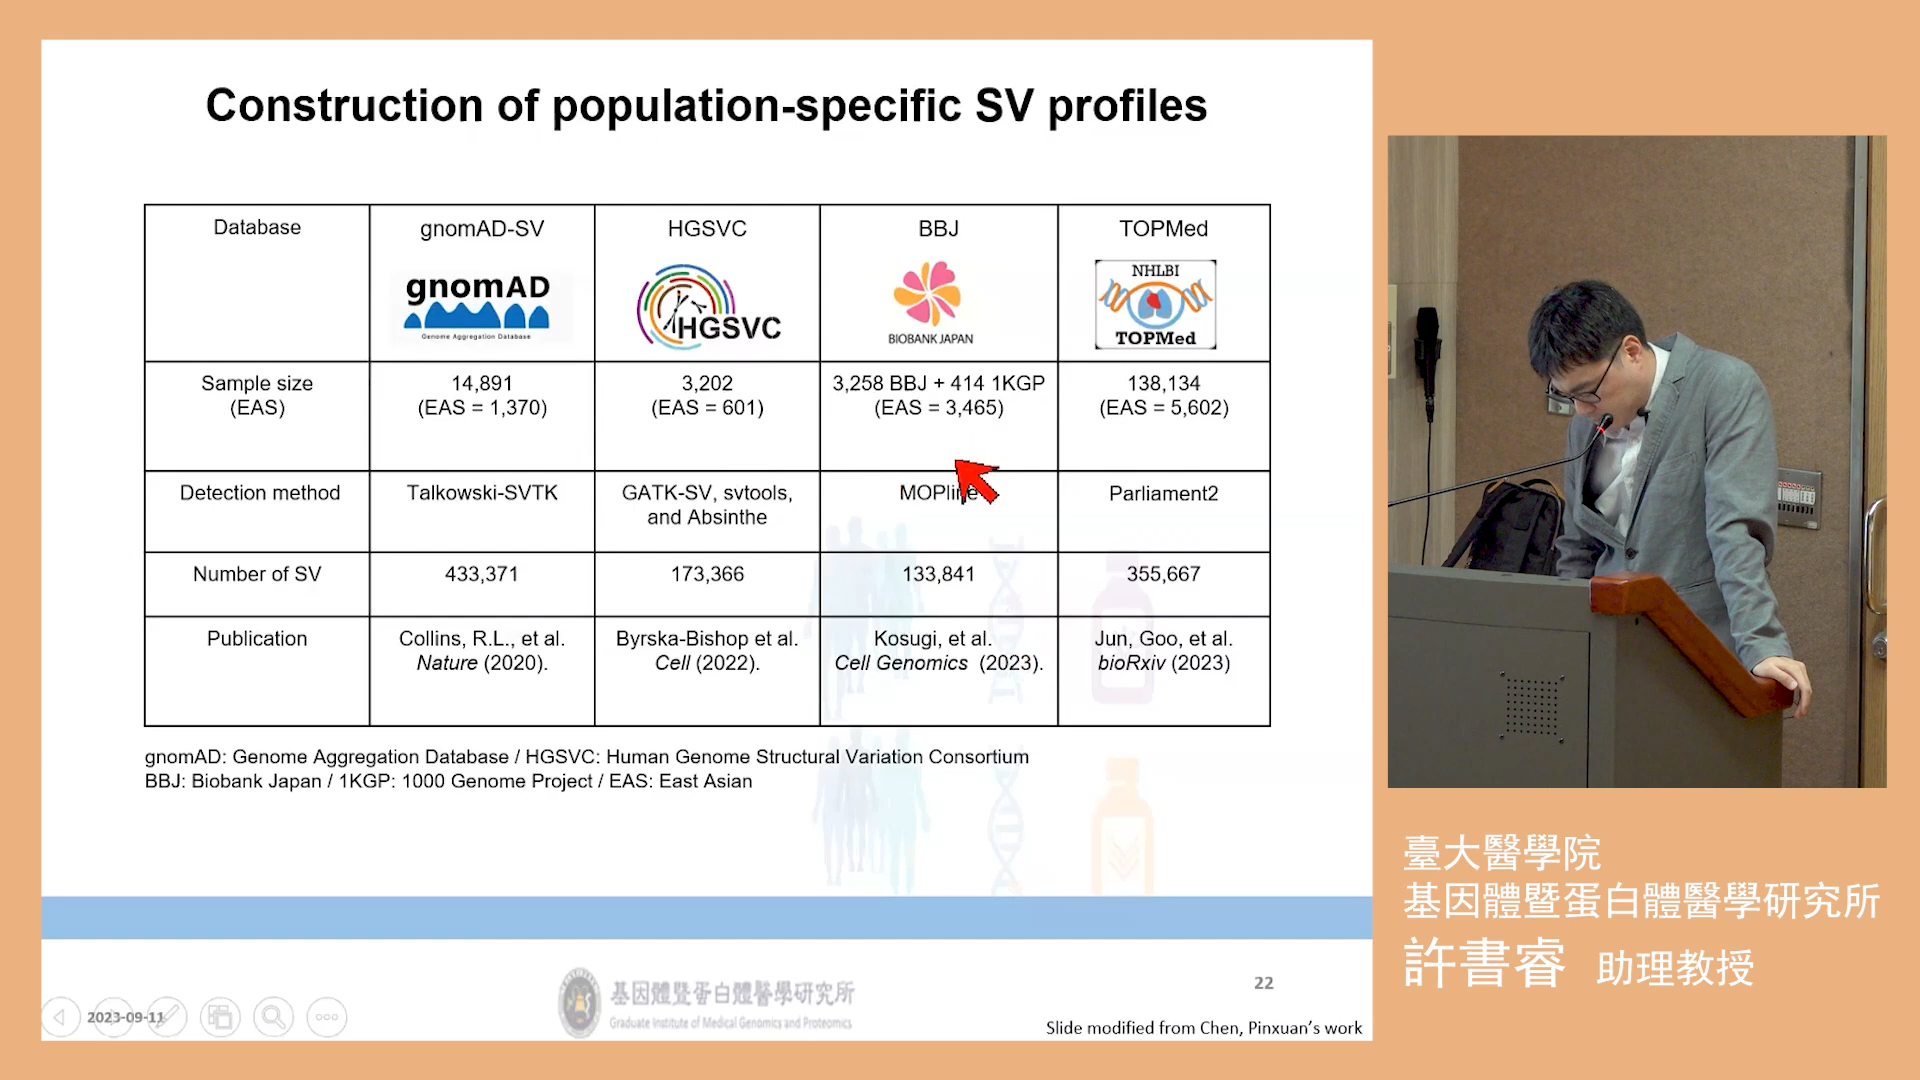 Construction of population-specific SV profiles
Database
gnomAD-SV
HGSVC
BBJ
TOPMed
gnomAD
Genome Aggregation Database
HGSVC
BIOBANK JAPAN
NHLBI
TOPMed
Sample size
(EAS)
14,891
(EAS = 1,370)
3,202
(EAS = 601)
3,258 BBJ + 414 1KGP
(EAS = 3,465)
138,134
(EAS = 5,602)
Detection method
Talkowski-SVTK
GATK-SV, svtools,
and Absinthe
MOPline
Parliament2
Number of SV
433,371
173,366
133,841
355,667
Publication
Collins, R.L., et al.
Nature (2020).
Byrska-Bishop et al.
Cell (2022).
Kosugi, et al.
Cell Genomics (2023).
Jun, Goo, et al.
bioRxiv (2023)
gnomAD: Genome Aggregation Database / HGSVC: Human Genome Structural Variation Consortium
BBJ: Biobank Japan / 1KGP: 1000 Genome Project / EAS: East Asian
2023-09-11
基因體暨蛋白體醫學研究所
Graduate Institute of Medical Genomics and Proteomics
22
Slide modified from Chen, Pinxuan's work
臺大醫學院
基因體暨蛋白體醫學研究所
許書睿 助理教授